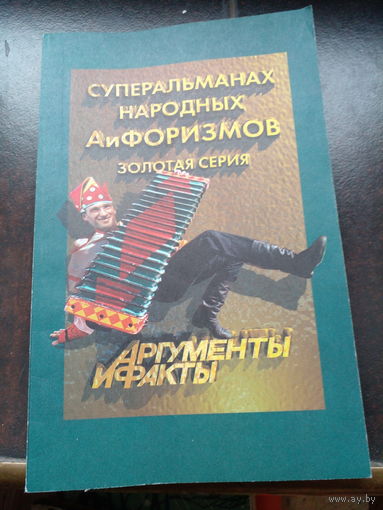 СУПЕРАЛЬМАНАХ
НАРОДНЫХ
АиФОРИЗМОВ
ЗОЛОТАЯ СЕРИЯ
АРГУМЕНТЫ
И ФАКТЫ
www.ay.by